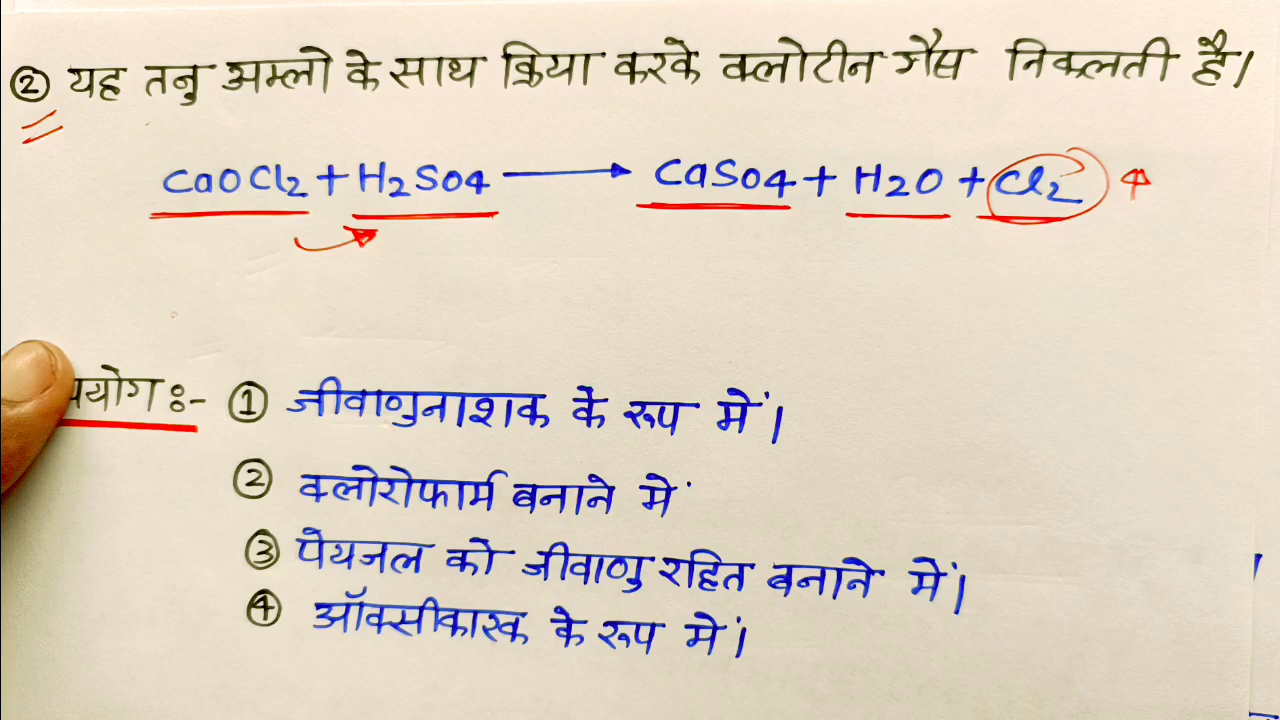 ② यह तनु अम्लो के साथ क्रिया करके क्लोटीन गैस निकलती है।
CaOCl2 + H2SO4 → CaSO4 + H2O + Cl2 ↑
पयोग :- ① जीवाणुनाशक के रूप में।
② क्लोरोफार्म बनाने में
③ पेयजल को जीवाणु रहित बनाने में।
④ ऑक्सीकारक के रूप में।